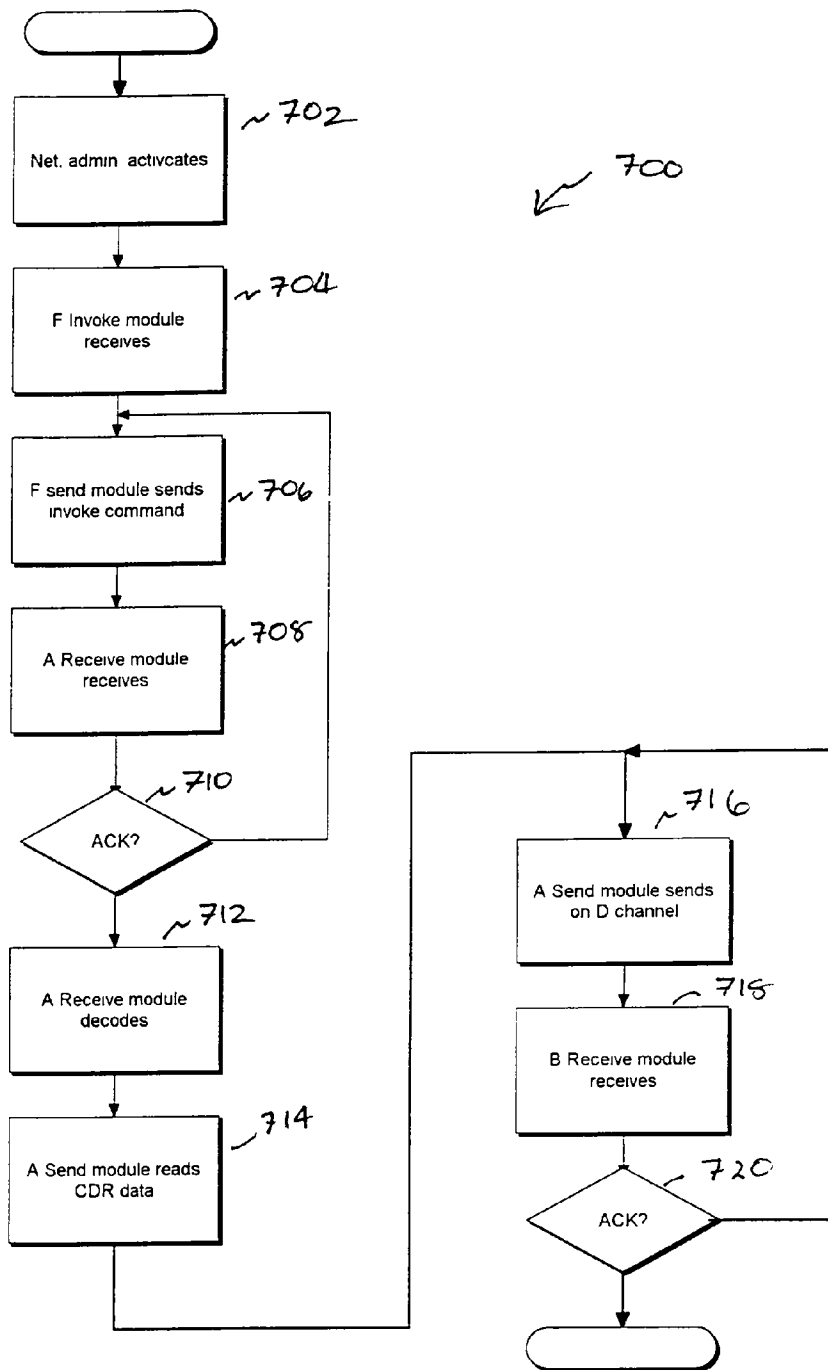 702
Net. admin activcates
700
704
F Invoke module
receives
F send module sends
invoke command
706
708
A Receive module
receives
710
ACK?
712
A Receive module
decodes
714
A Send module reads
CDR data
716
A Send module sends
on D channel
718
B Receive module
receives
720
ACK?